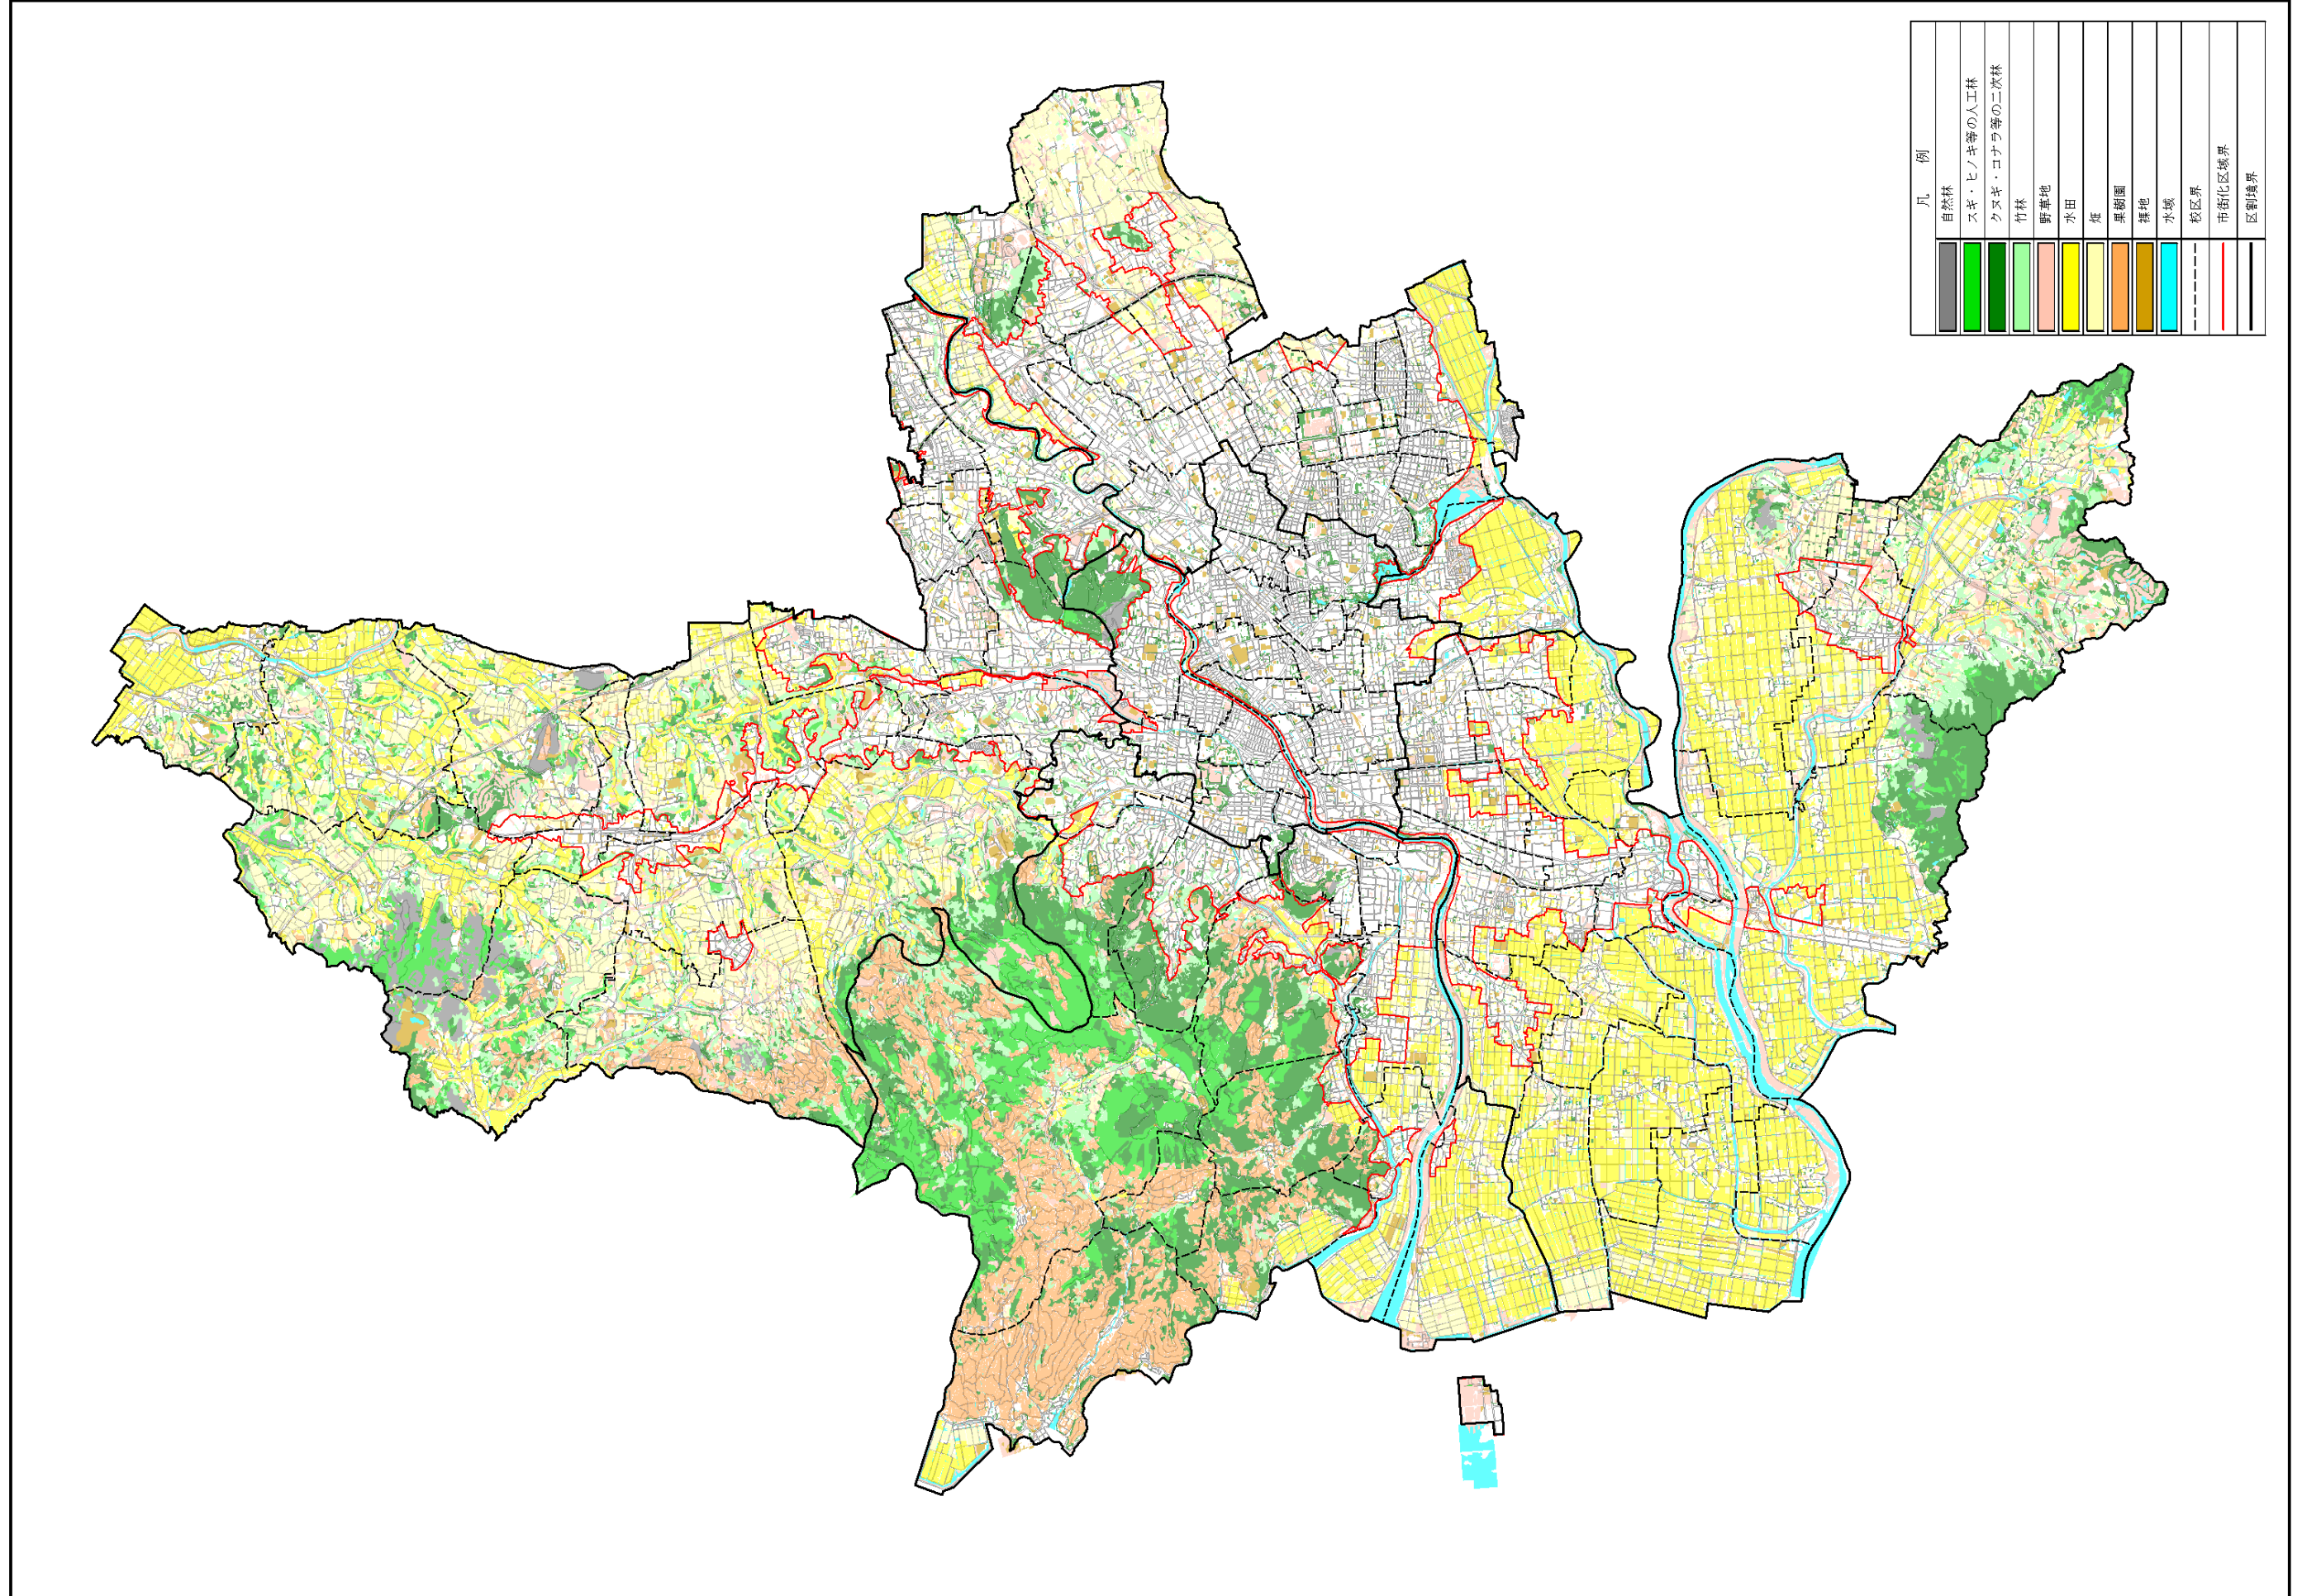 凡 例
自然林
スギ・ヒノキ等の人工林
クヌギ・コナラ等の二次林
竹林
野草地
水田
畑
果樹園
裸地
水域
校区界
市街化区域界
区割境界